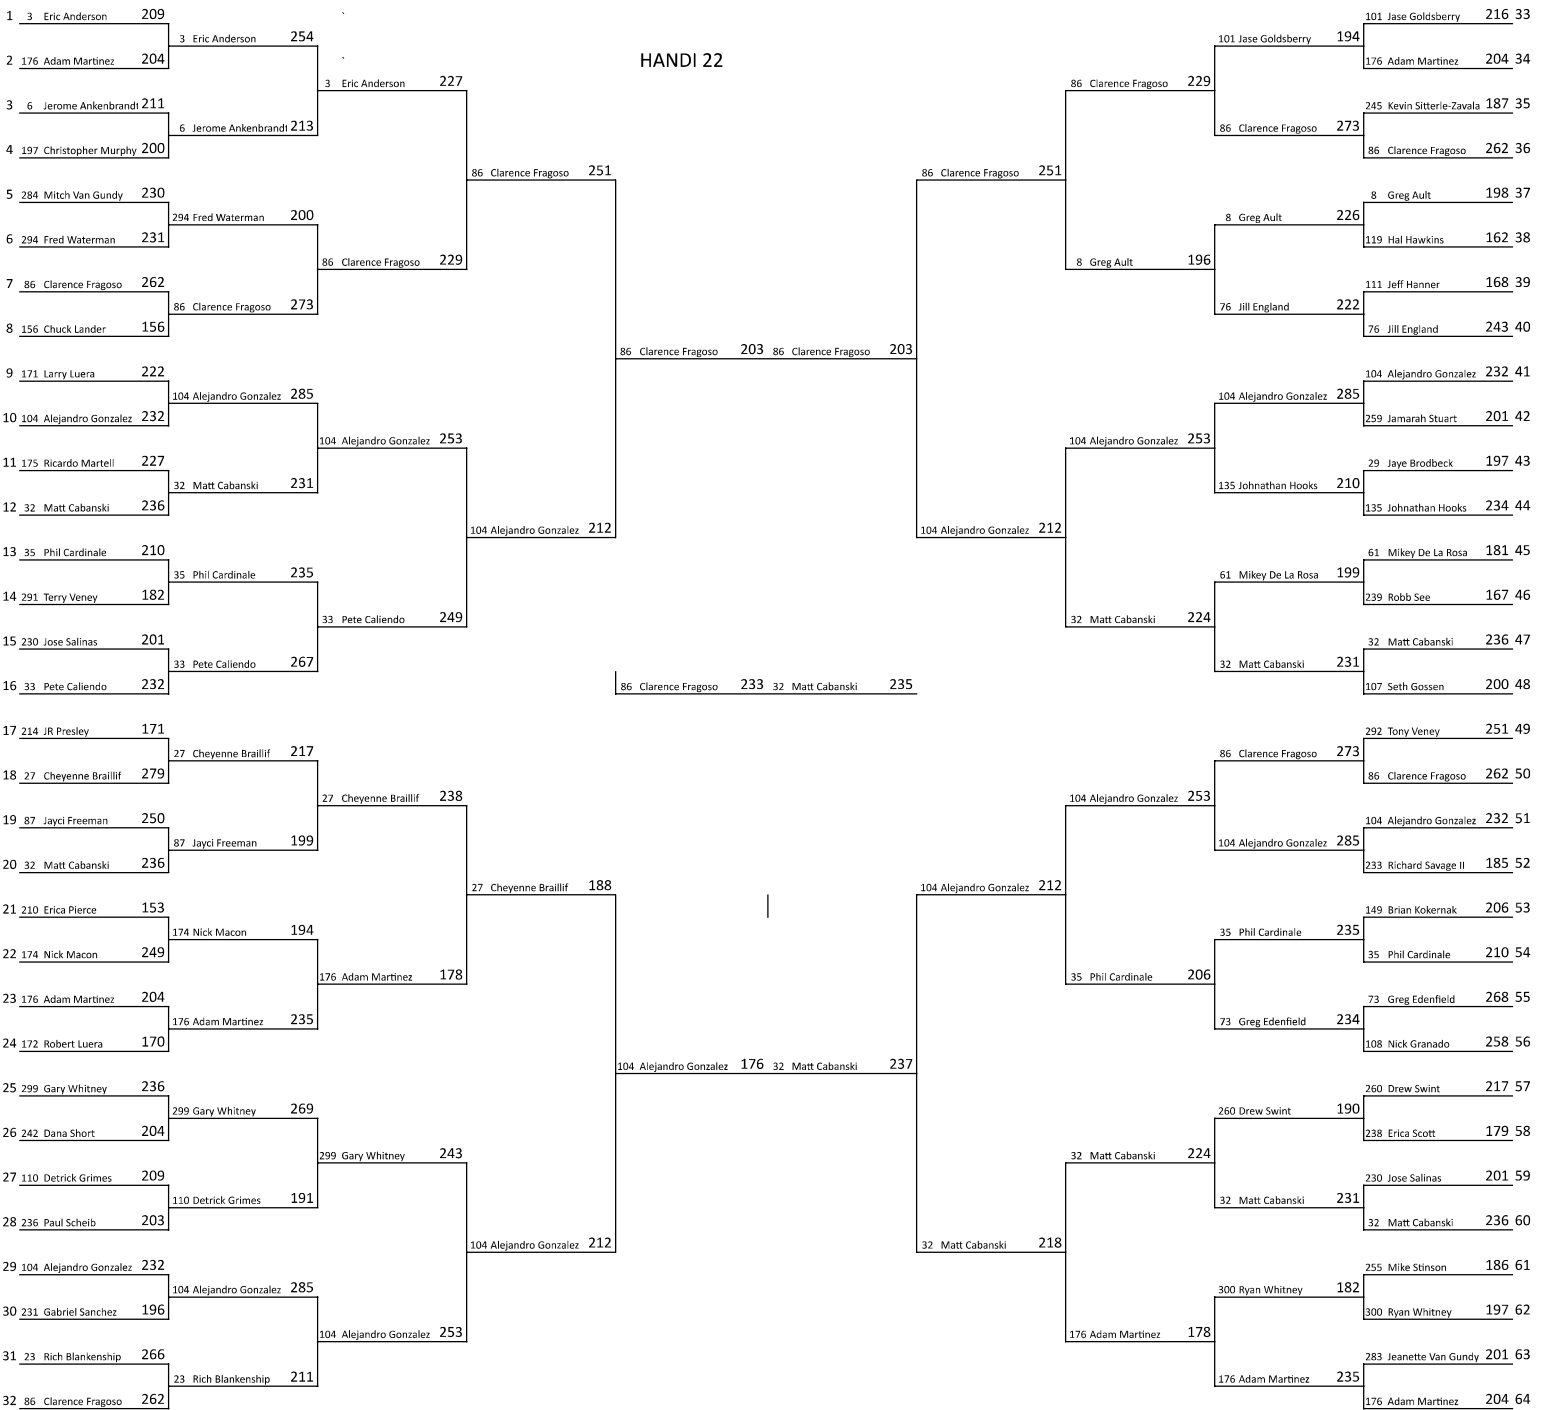 HANDI 22
1 3 Eric Anderson 209
2 176 Adam Martinez 204
3 6 Jerome Ankenbrandt 211
4 197 Christopher Murphy 200
5 284 Mitch Van Gundy 230
6 294 Fred Waterman 231
7 86 Clarence Fragoso 262
8 156 Chuck Lander 156
9 171 Larry Luera 222
10 104 Alejandro Gonzalez 232
11 175 Ricardo Martell 227
12 32 Matt Cabanski 236
13 35 Phil Cardinale 210
14 291 Terry Veney 182
15 230 Jose Salinas 201
16 33 Pete Caliendo 232
17 214 JR Presley 171
18 27 Cheyenne Braillif 279
19 87 Jayci Freeman 250
20 32 Matt Cabanski 236
21 210 Erica Pierce 153
22 174 Nick Macon 249
23 176 Adam Martinez 204
24 172 Robert Luera 170
25 299 Gary Whitney 236
26 242 Dana Short 204
27 110 Detrick Grimes 209
28 236 Paul Scheib 203
29 104 Alejandro Gonzalez 232
30 231 Gabriel Sanchez 196
31 23 Rich Blankenship 266
32 86 Clarence Fragoso 262
3 Eric Anderson 254
6 Jerome Ankenbrandt 213
294 Fred Waterman 200
86 Clarence Fragoso 273
104 Alejandro Gonzalez 285
32 Matt Cabanski 231
35 Phil Cardinale 235
33 Pete Caliendo 267
27 Cheyenne Braillif 217
87 Jayci Freeman 199
174 Nick Macon 194
176 Adam Martinez 235
299 Gary Whitney 269
110 Detrick Grimes 191
104 Alejandro Gonzalez 285
23 Rich Blankenship 211
3 Eric Anderson 227
86 Clarence Fragoso 229
104 Alejandro Gonzalez 253
33 Pete Caliendo 249
27 Cheyenne Braillif 238
176 Adam Martinez 178
299 Gary Whitney 243
104 Alejandro Gonzalez 253
86 Clarence Fragoso 251
104 Alejandro Gonzalez 212
27 Cheyenne Braillif 188
104 Alejandro Gonzalez 212
86 Clarence Fragoso 203 86 Clarence Fragoso 203
86 Clarence Fragoso 233 32 Matt Cabanski 235
104 Alejandro Gonzalez 176 32 Matt Cabanski 237
86 Clarence Fragoso 251
104 Alejandro Gonzalez 212
104 Alejandro Gonzalez 212
32 Matt Cabanski 218
86 Clarence Fragoso 229
8 Greg Ault 196
104 Alejandro Gonzalez 253
32 Matt Cabanski 224
104 Alejandro Gonzalez 253
35 Phil Cardinale 206
32 Matt Cabanski 224
176 Adam Martinez 178
101 Jase Goldsberry 194
86 Clarence Fragoso 273
8 Greg Ault 226
76 Jill England 222
104 Alejandro Gonzalez 285
135 Johnathan Hooks 210
61 Mikey De La Rosa 199
32 Matt Cabanski 231
86 Clarence Fragoso 273
104 Alejandro Gonzalez 285
35 Phil Cardinale 235
73 Greg Edenfield 234
260 Drew Swint 190
32 Matt Cabanski 231
300 Ryan Whitney 182
176 Adam Martinez 235
101 Jase Goldsberry 216 33
176 Adam Martinez 204 34
245 Kevin Sitterle-Zavala 187 35
86 Clarence Fragoso 262 36
8 Greg Ault 198 37
119 Hal Hawkins 162 38
111 Jeff Hanner 168 39
76 Jill England 243 40
104 Alejandro Gonzalez 232 41
259 Jamarah Stuart 201 42
29 Jaye Brodbeck 197 43
135 Johnathan Hooks 234 44
61 Mikey De La Rosa 181 45
239 Robb See 167 46
32 Matt Cabanski 236 47
107 Seth Gossen 200 48
292 Tony Veney 251 49
86 Clarence Fragoso 262 50
104 Alejandro Gonzalez 232 51
233 Richard Savage II 185 52
149 Brian Kokernak 206 53
35 Phil Cardinale 210 54
73 Greg Edenfield 268 55
108 Nick Granado 258 56
260 Drew Swint 217 57
238 Erica Scott 179 58
230 Jose Salinas 201 59
32 Matt Cabanski 236 60
255 Mike Stinson 186 61
300 Ryan Whitney 197 62
283 Jeanette Van Gundy 201 63
176 Adam Martinez 204 64